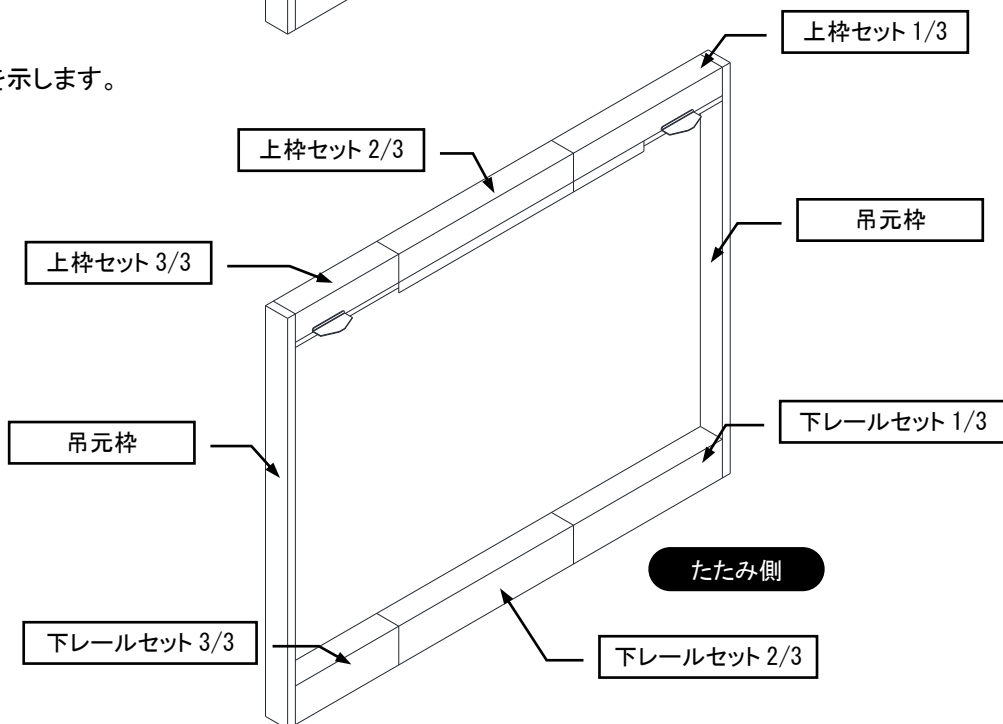 上枠セット 1/3
を示します。
上枠セット 2/3
吊元枠
上枠セット 3/3
下レールセット 1/3
吊元枠
たたみ側
下レールセット 3/3
下レールセット 2/3